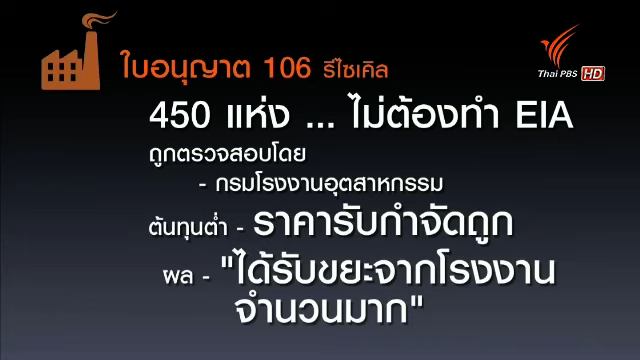 ใบอนุญาต 106 รีไซเคิล
Thai PBS HD
450 แห่ง ... ไม่ต้องทำ EIA
ถูกตรวจสอบโดย
- กรมโรงงานอุตสาหกรรม
ต้นทุนต่ำ - ราคารับกำจัดถูก
ผล - "ได้รับขยะจากโรงงาน
จำนวนมาก"